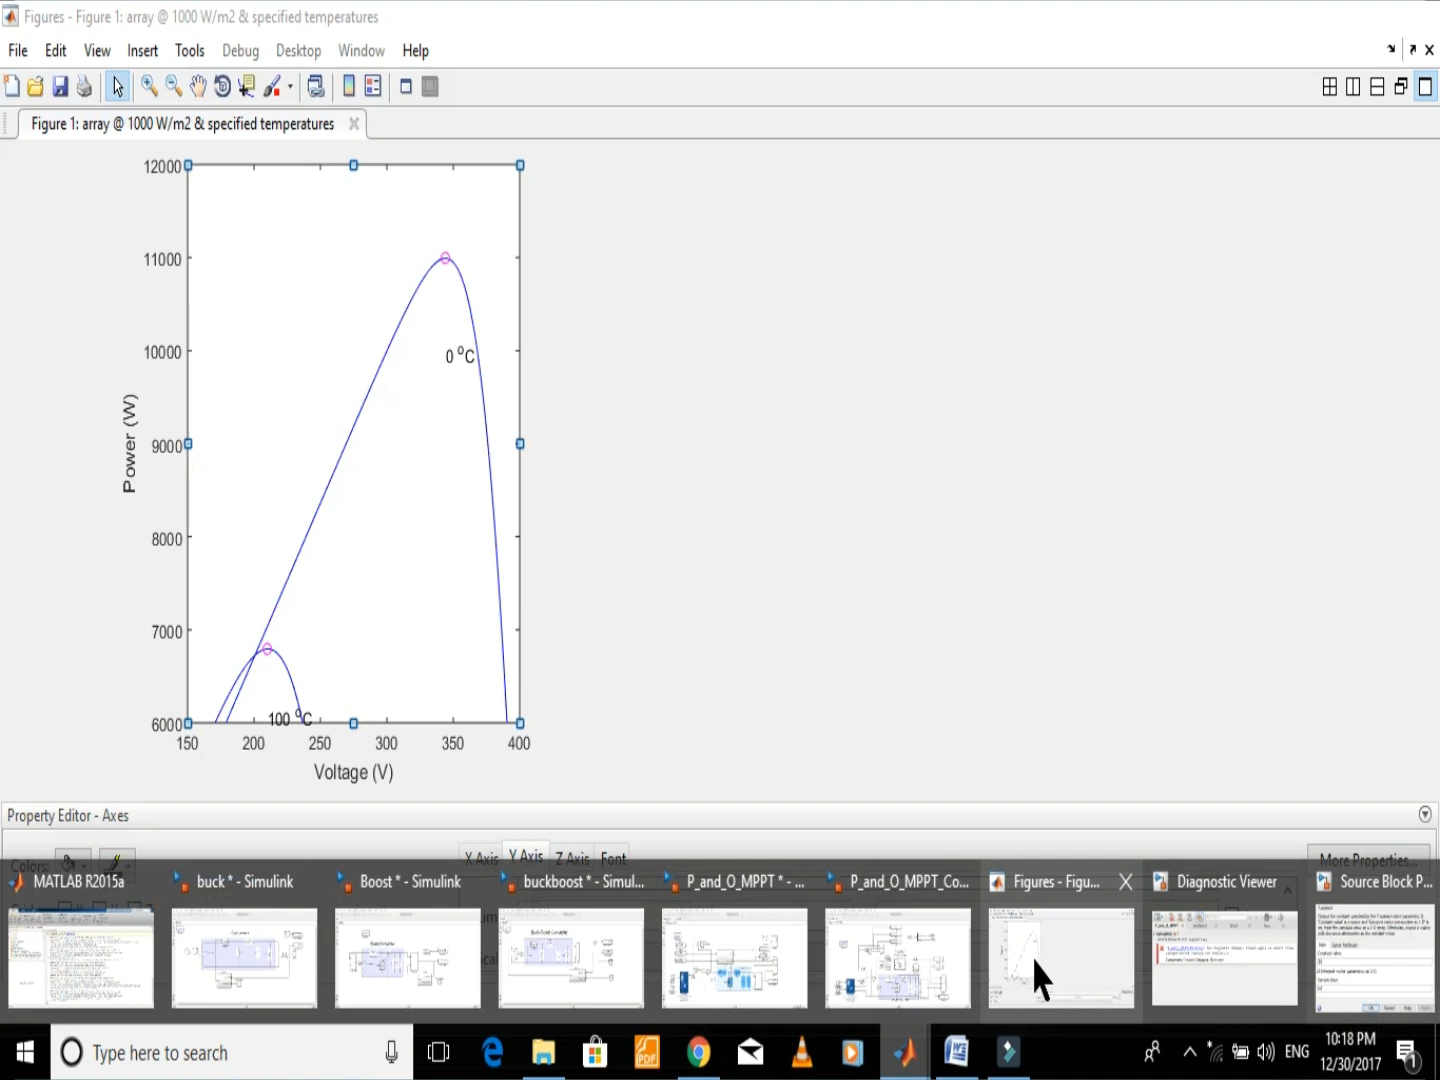 Figures - Figure 1: array @ 1000 W/m2 & specified temperatures
File Edit View Insert Tools Debug Desktop Window Help
Figure 1: array @ 1000 W/m2 & specified temperatures
12000
11000
10000
9000
8000
7000
6000
Power (W)
0 °C
100 °C
150 200 250 300 350 400
Voltage (V)
Property Editor - Axes
Colors:
X Axis Y Axis Z Axis Font
More Properties...
MATLAB R2015a
buck * - Simulink
Boost * - Simulink
buckboost * - Simul...
P_and_O_MPPT * - ...
P_and_O_MPPT_Co...
Figures - Figu...
Diagnostic Viewer
Source Block P...
Type here to search
PDF
ENG
10:18 PM
12/30/2017
1